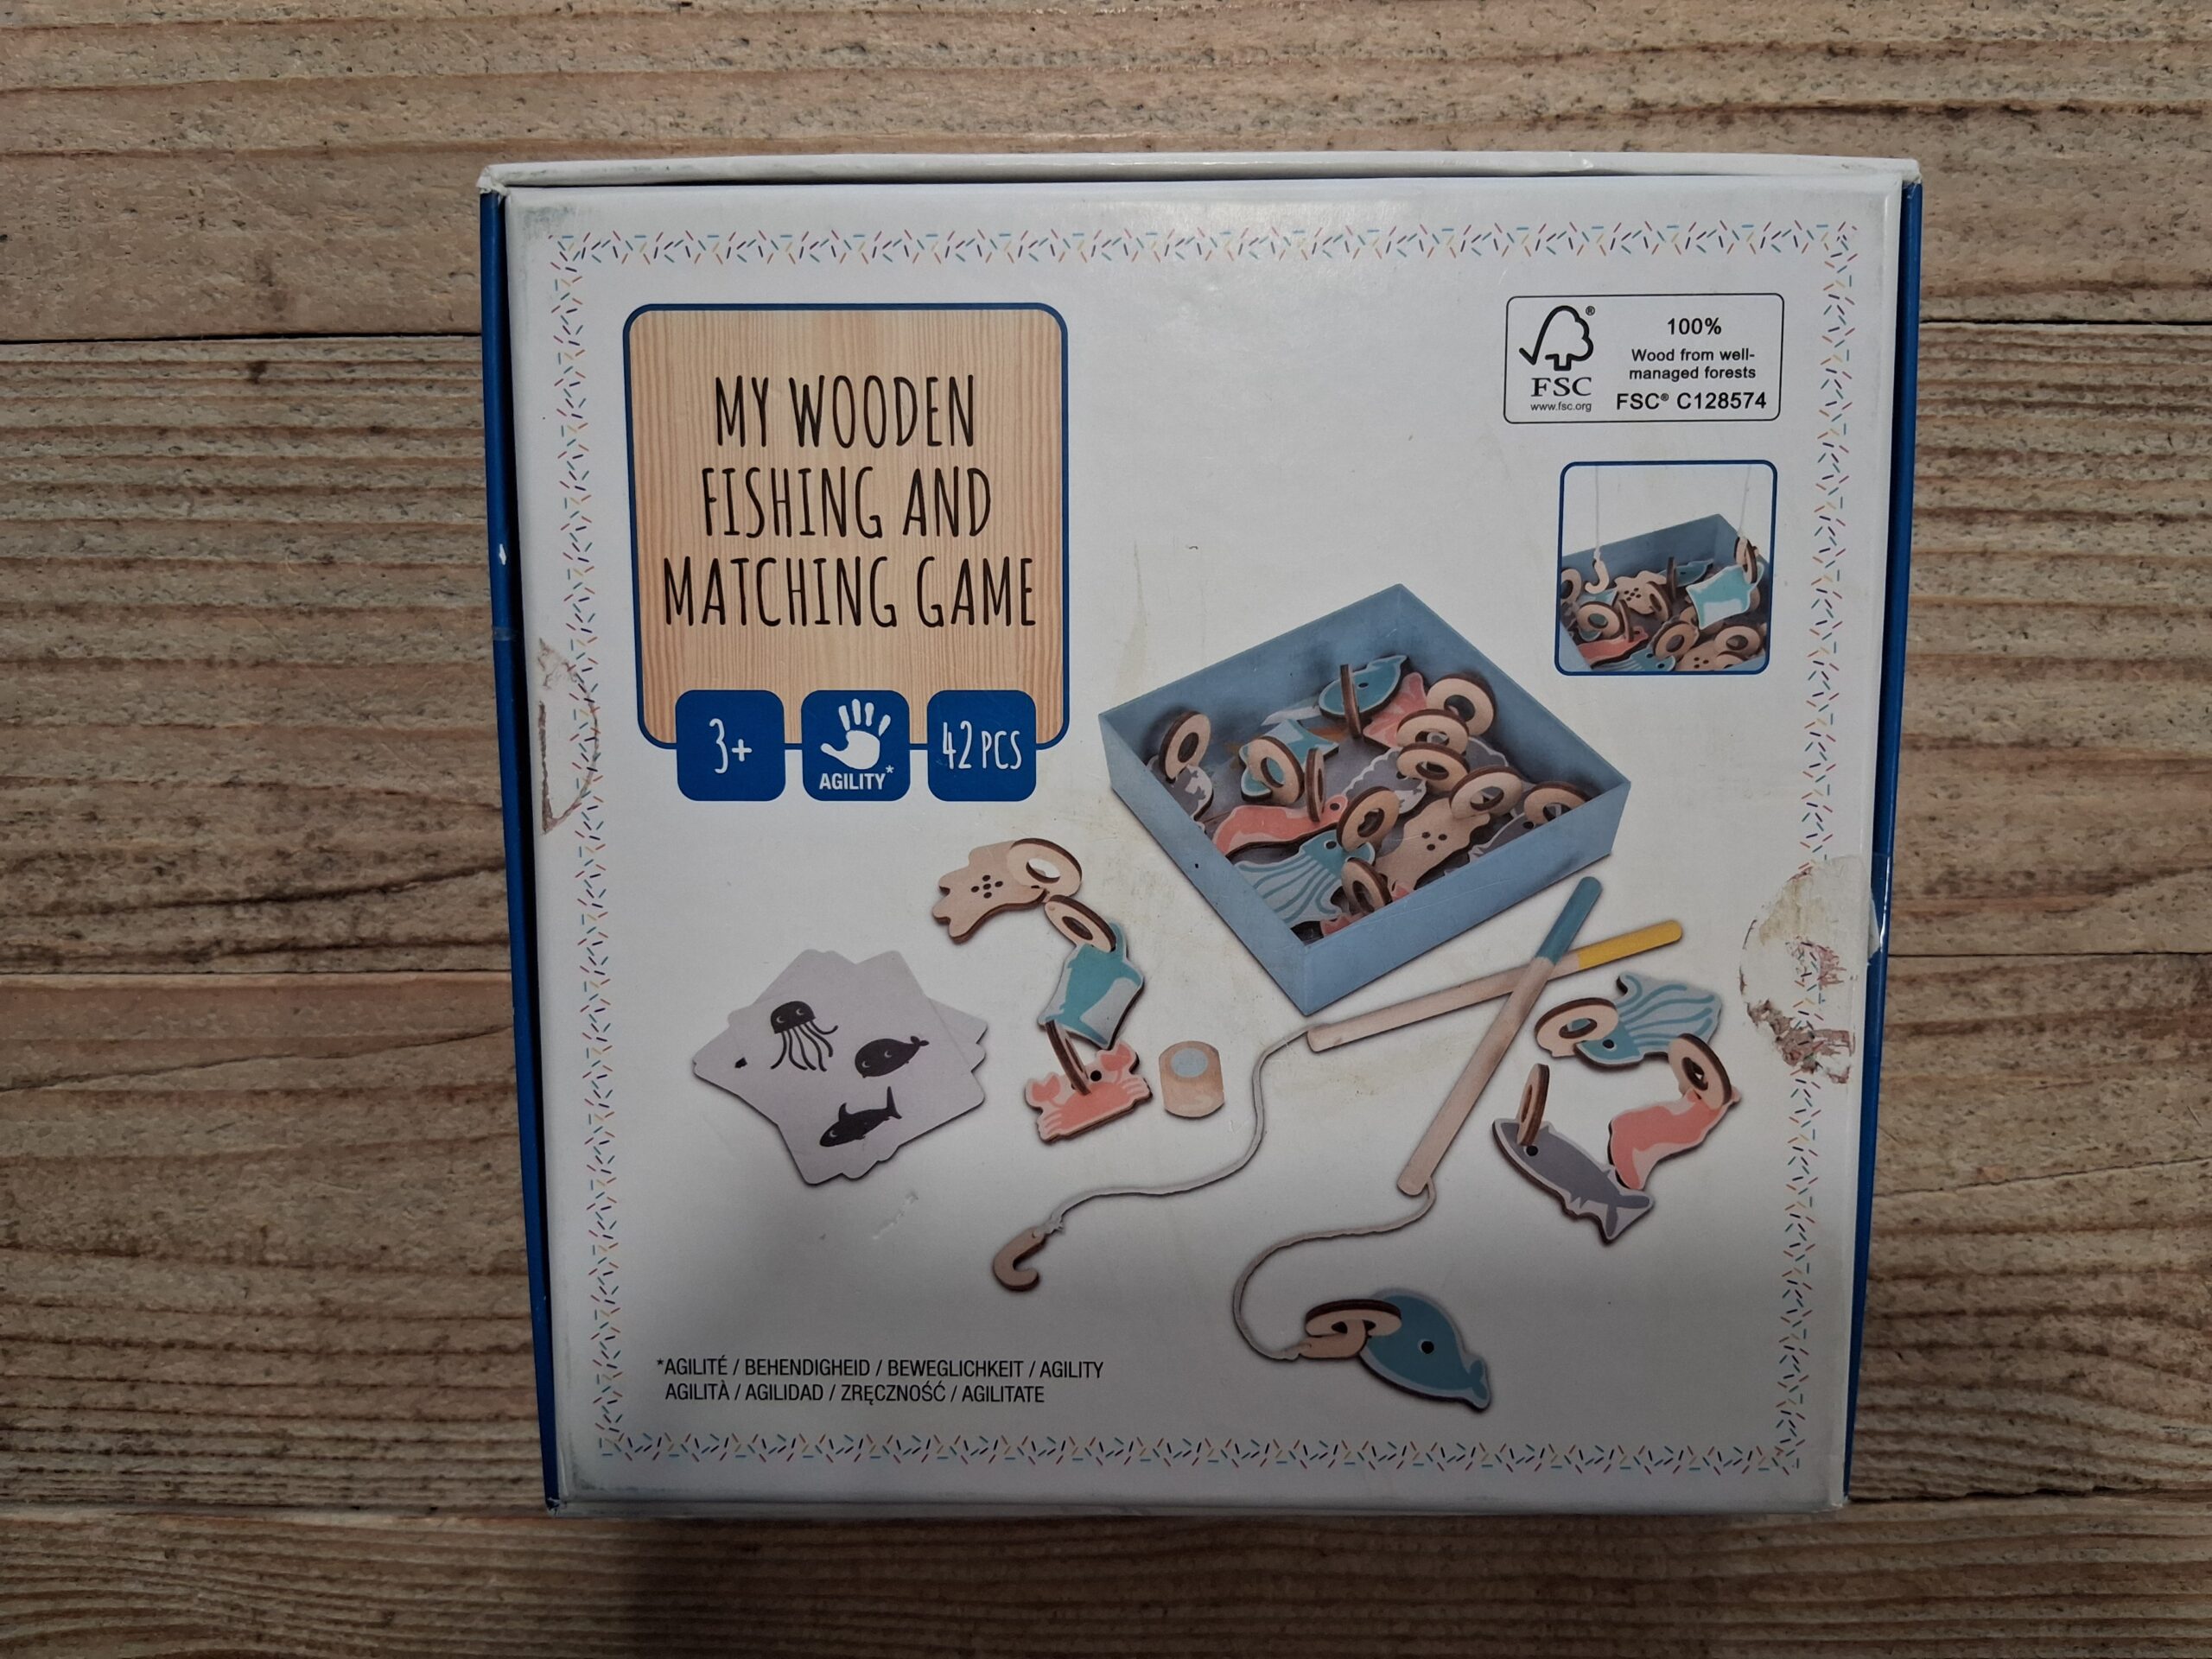 MY WOODEN
FISHING AND
MATCHING GAME
3+
AGILITY*
42 PCS
FSC®
www.fsc.org
100%
Wood from well-
managed forests
FSC® C128574
*AGILITÉ / BEHENDIGHEID / BEWEGLICHKEIT / AGILITY
AGILITÀ / AGILIDAD / ZRĘCZNOŚĆ / AGILITATE